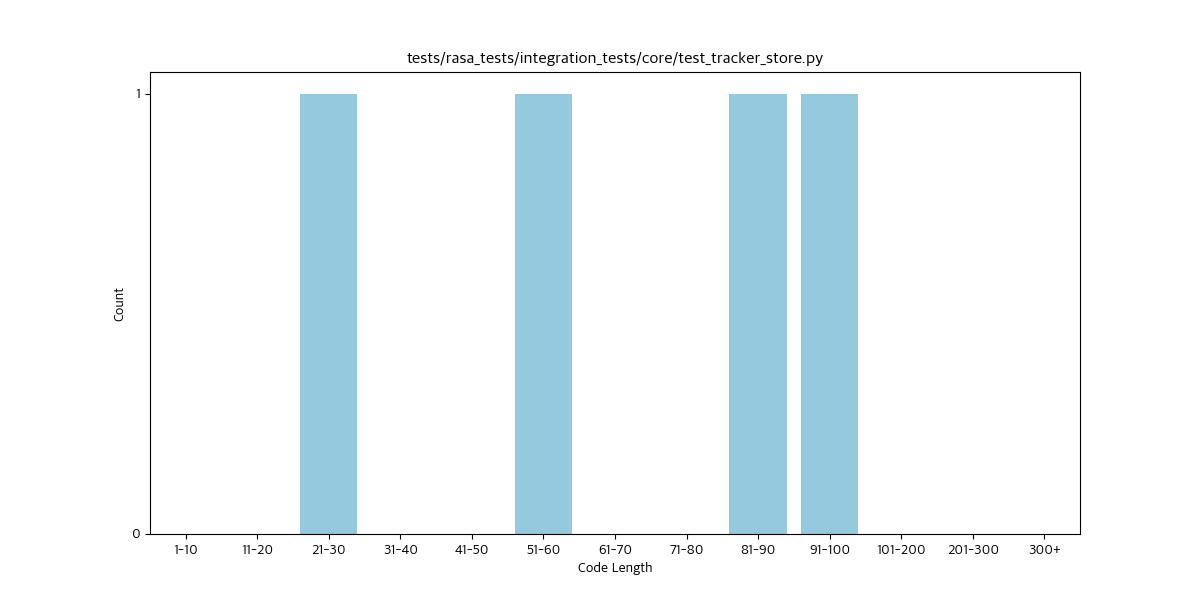 tests/rasa_tests/integration_tests/core/test_tracker_store.py
1
Count
0
1-10 11-20 21-30 31-40 41-50 51-60 61-70 71-80 81-90 91-100 101-200 201-300 300+
Code Length